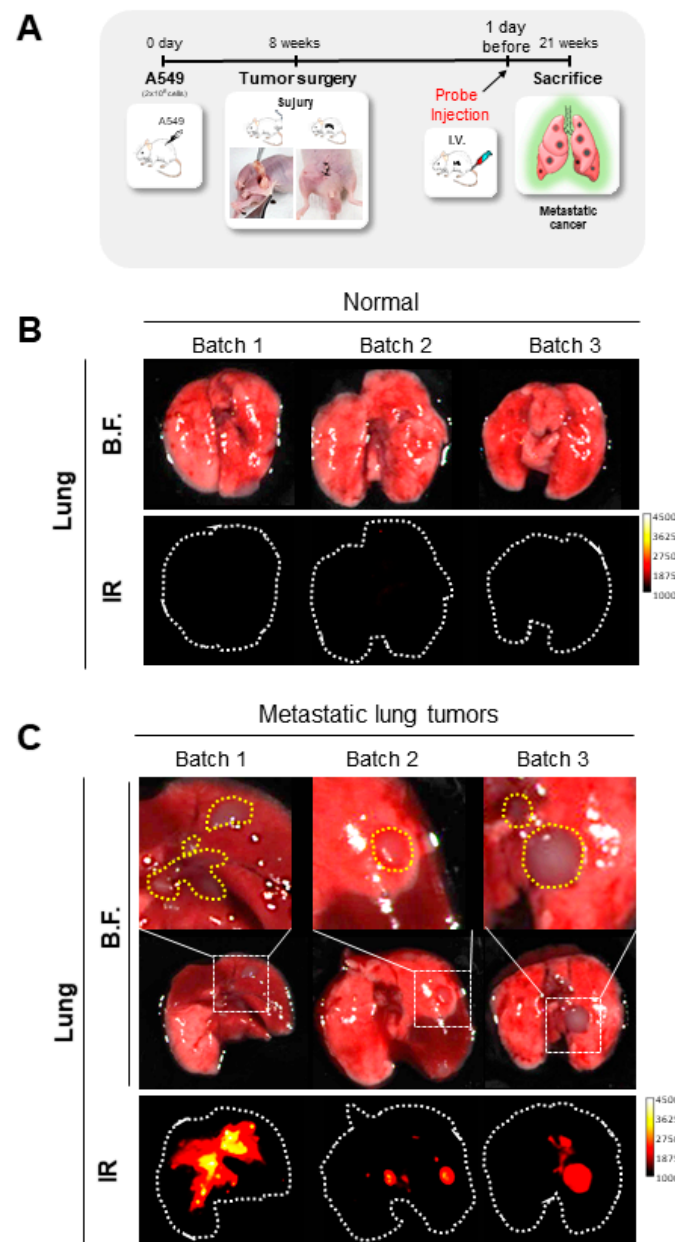 A
0 day
8 weeks
1 day
before
21 weeks
A549
(2x10⁶ cells)
Tumor surgery
Probe
Injection
Sacrifice
A549
SuJury
I.V.
Metastatic
cancer
B
Normal
Batch 1
Batch 2
Batch 3
Lung
B.F.
IR
4500
3625
2750
1875
1000
C
Metastatic lung tumors
Batch 1
Batch 2
Batch 3
Lung
B.F.
IR
4500
3625
2750
1875
1000